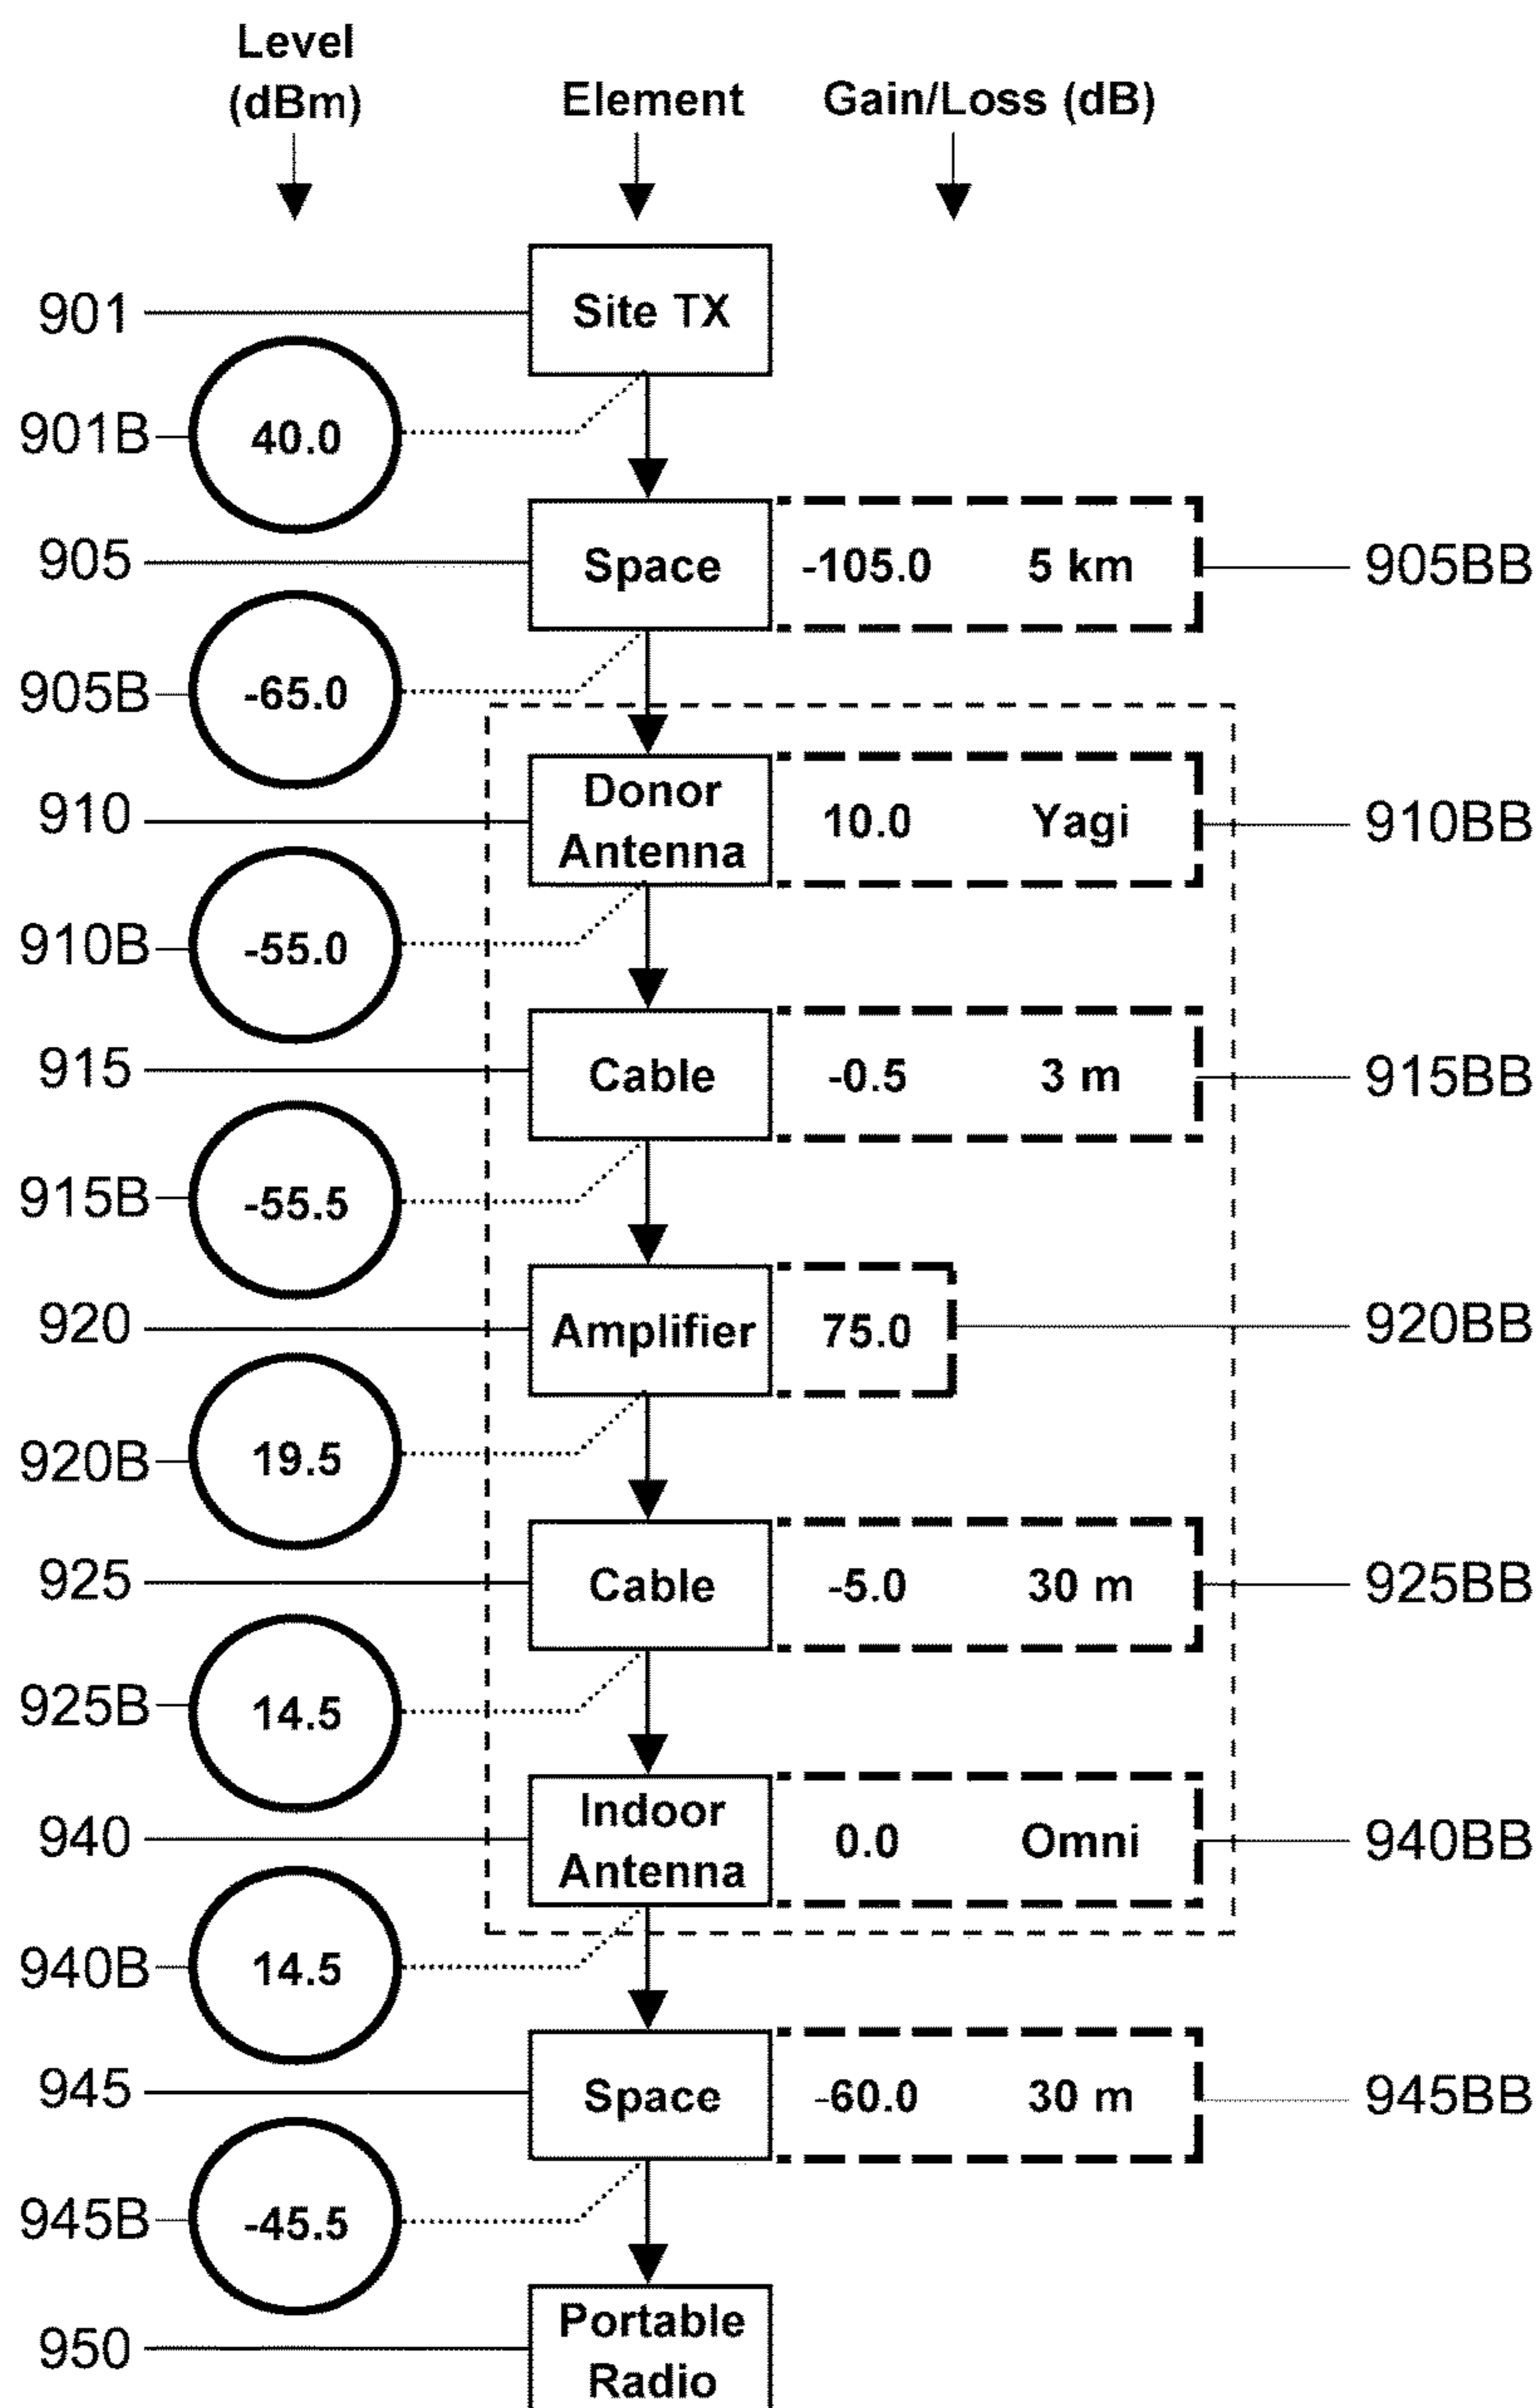 Level
(dBm)
Element
Gain/Loss (dB)
901
Site TX
901B
40.0
905
Space
-105.0 5 km
905BB
905B
-65.0
910
Donor
Antenna
10.0 Yagi
910BB
910B
-55.0
915
Cable
-0.5 3 m
915BB
915B
-55.5
920
Amplifier
75.0
920BB
920B
19.5
925
Cable
-5.0 30 m
925BB
925B
14.5
940
Indoor
Antenna
0.0 Omni
940BB
940B
14.5
945
Space
-60.0 30 m
945BB
945B
-45.5
950
Portable
Radio